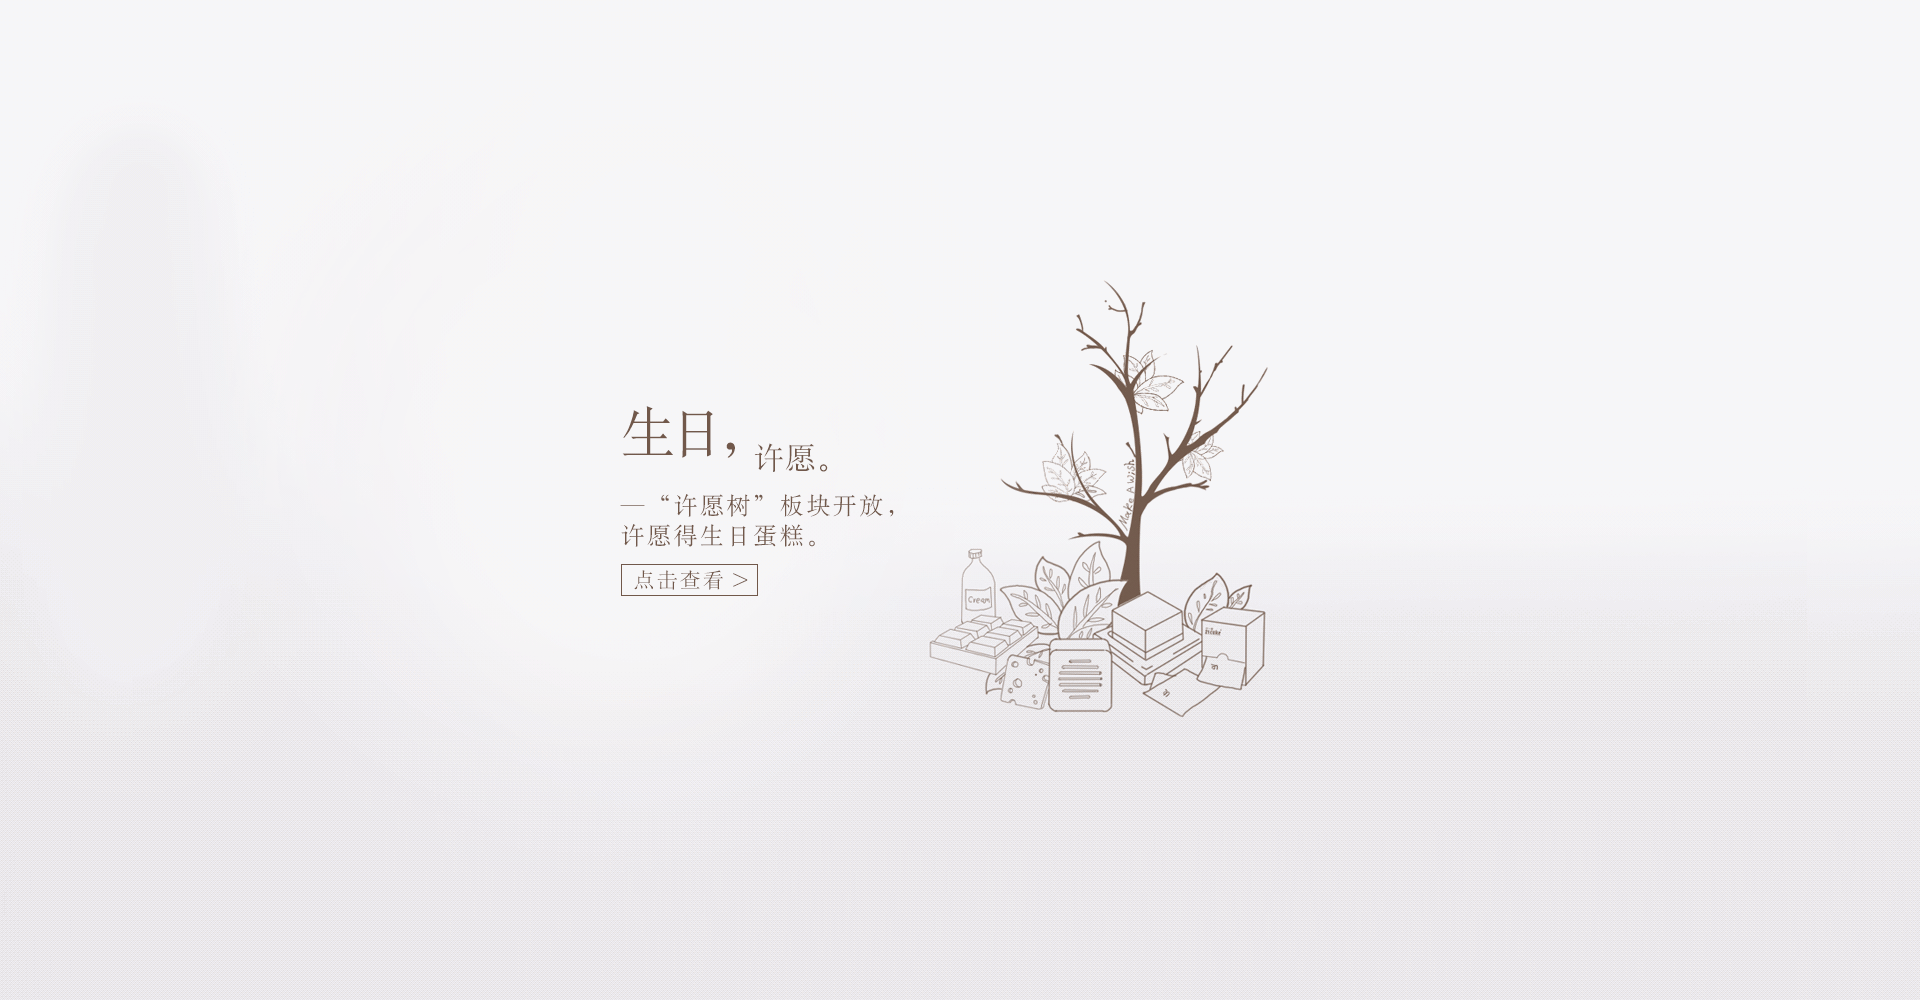 生日，许愿。
—“许愿树”板块开放，
许愿得生日蛋糕。
点击查看 >
Make A Wish
Cream